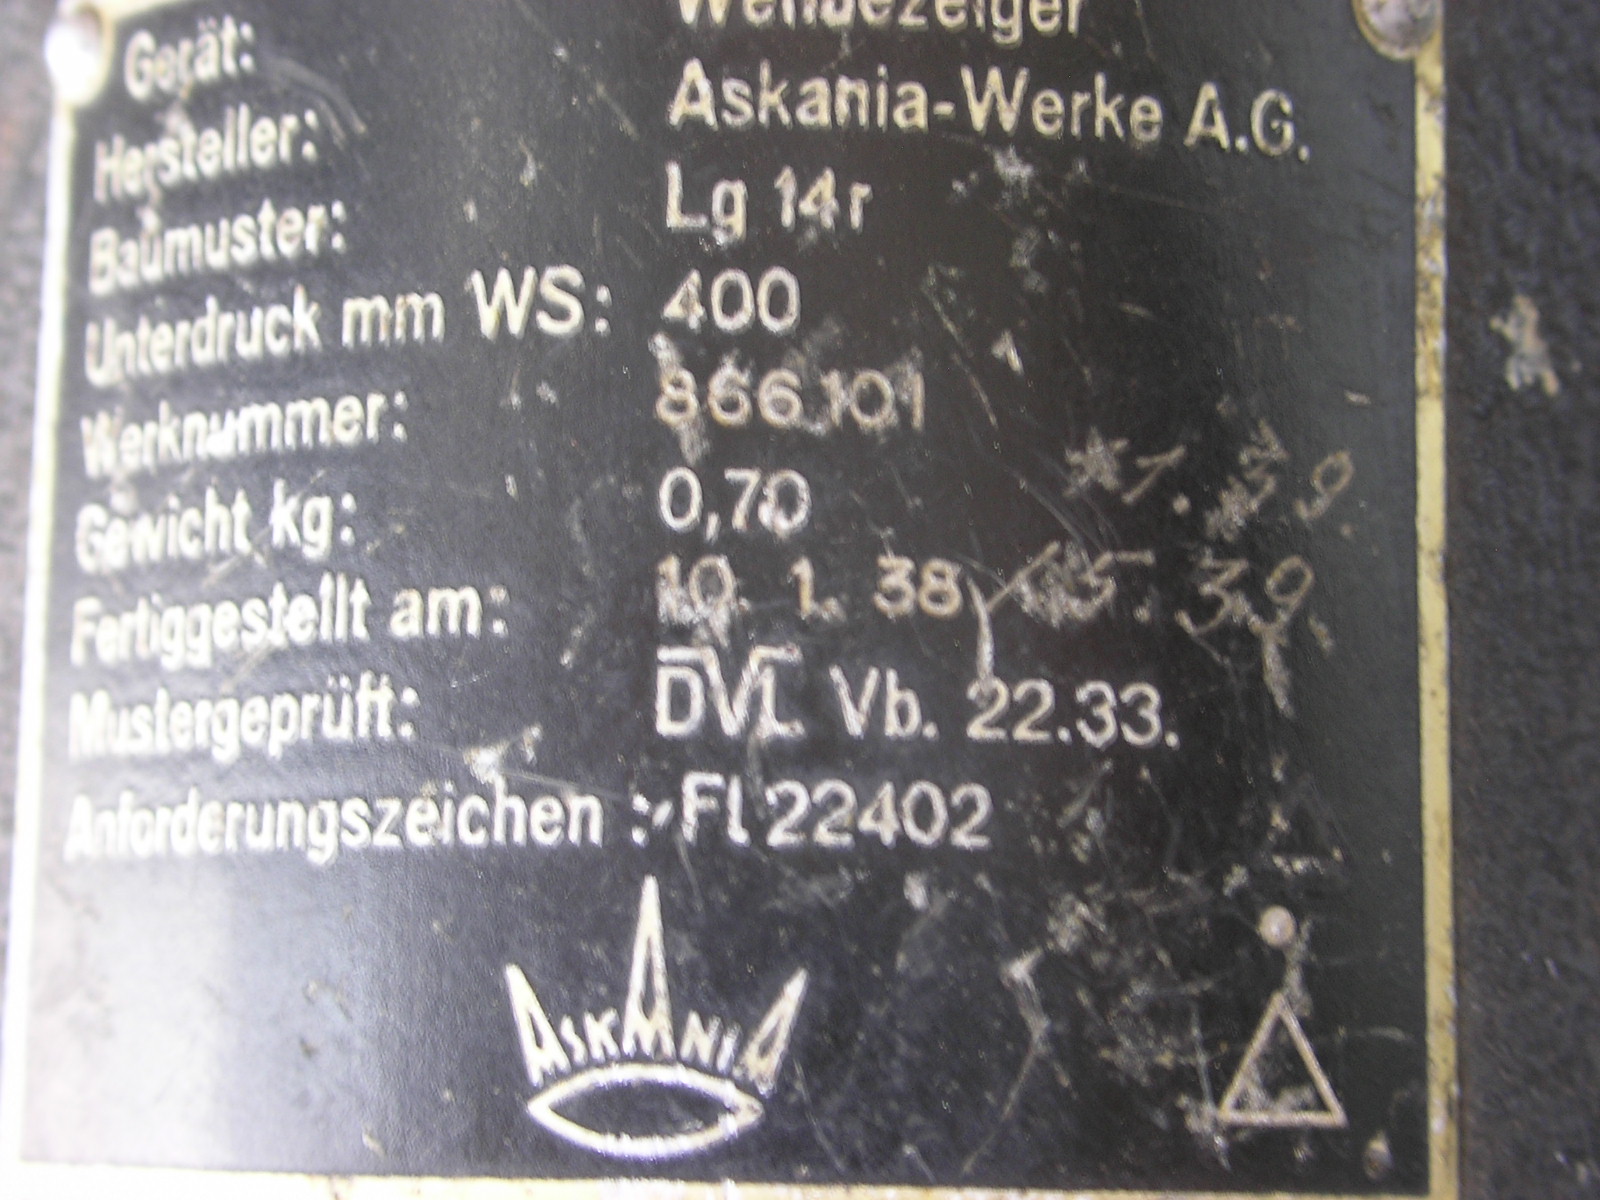 Gerät: Wendezeiger
Hersteller: Askania-Werke A.G.
Baumuster: Lg 14r
Unterdruck mm WS: 400
Werknummer: 866101
Gewicht kg: 0,70
Fertiggestellt am: 10. 1. 38
Mustergeprüft: DVL Vb. 22.33.
Anforderungszeichen: Fl 22402
ASKANIA